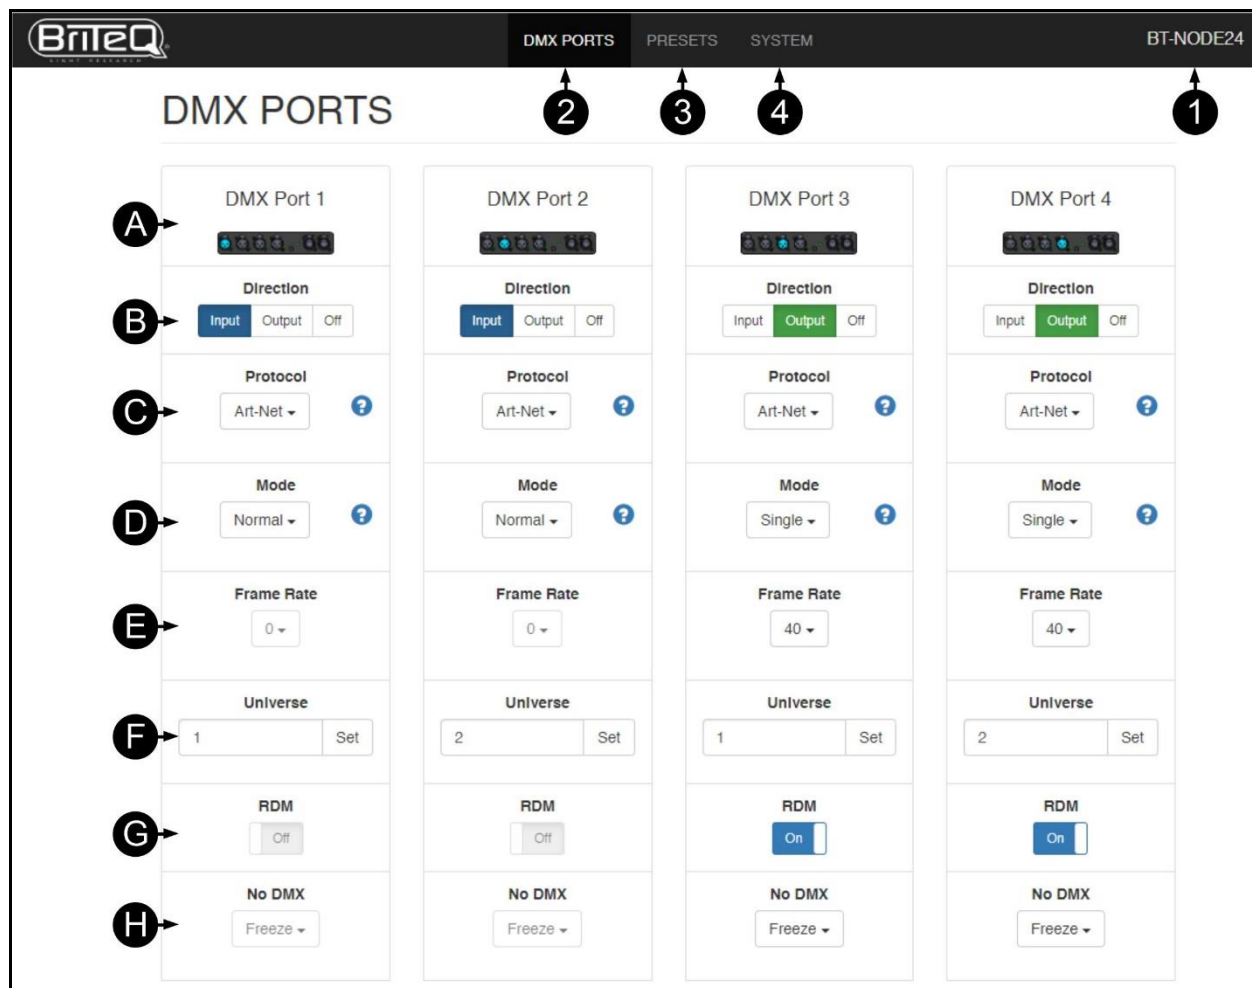 BriteQ DMX PORTS PRESETS SYSTEM BT-NODE24
LIGHT RESEARCH
2 3 4 1
DMX PORTS
A DMX Port 1 DMX Port 2 DMX Port 3 DMX Port 4
Direction Direction Direction Direction
B Input Output Off Input Output Off Input Output Off Input Output Off
Protocol Protocol Protocol Protocol
C Art-Net ? Art-Net ? Art-Net ? Art-Net ?
Mode Mode Mode Mode
D Normal ? Normal ? Single ? Single ?
Frame Rate Frame Rate Frame Rate Frame Rate
E 0 0 40 40
Universe Universe Universe Universe
F 1 Set 2 Set 1 Set 2 Set
RDM RDM RDM RDM
G Off Off On On
No DMX No DMX No DMX No DMX
H Freeze Freeze Freeze Freeze